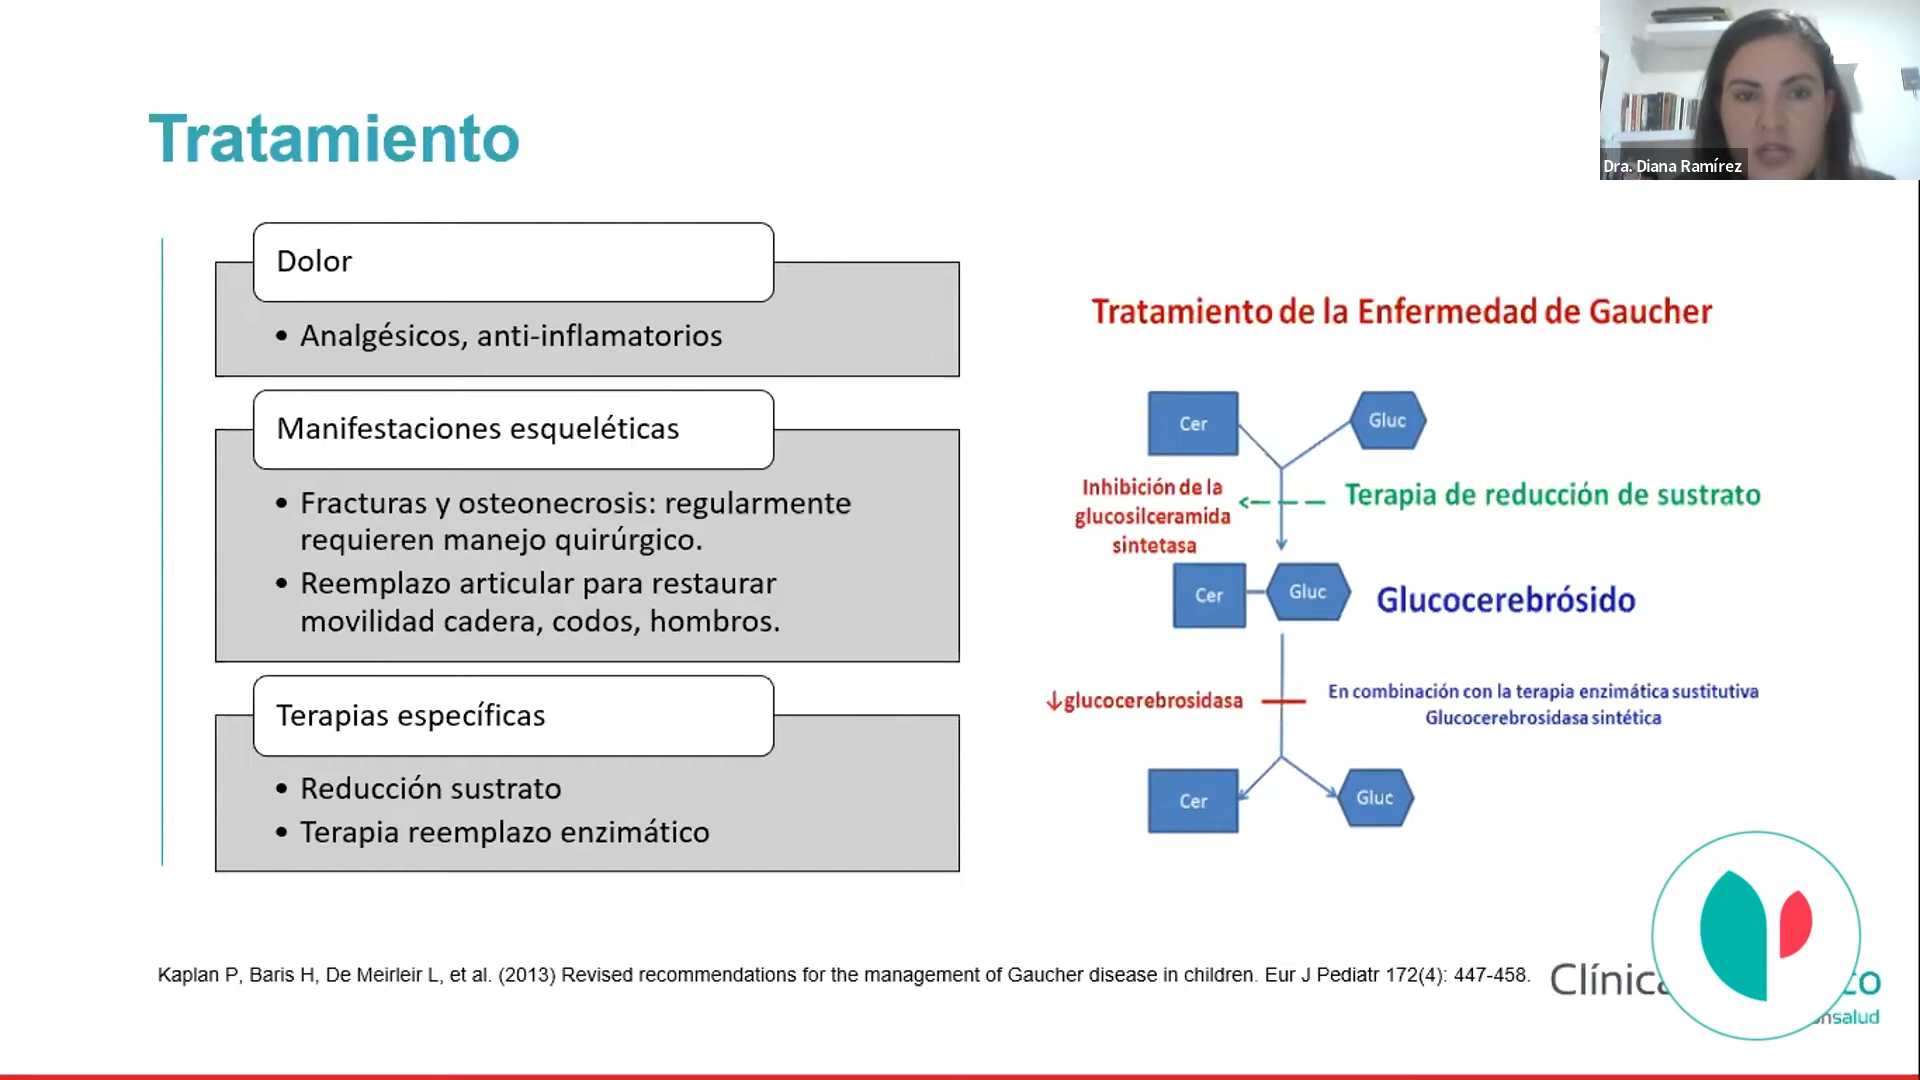 Tratamiento
Dra. Diana Ramírez
Dolor
• Analgésicos, anti-inflamatorios
Manifestaciones esqueléticas
• Fracturas y osteonecrosis: regularmente
requieren manejo quirúrgico.
• Reemplazo articular para restaurar
movilidad cadera, codos, hombros.
Terapias específicas
• Reducción sustrato
• Terapia reemplazo enzimático
Tratamiento de la Enfermedad de Gaucher
Cer
Gluc
Inhibición de la
glucosilceramida
sintetasa
Terapia de reducción de sustrato
Cer
Gluc
Glucocerebrósido
↓glucocerebrosidasa
En combinación con la terapia enzimática sustitutiva
Glucocerebrosidasa sintética
Cer
Gluc
Kaplan P, Baris H, De Meirleir L, et al. (2013) Revised recommendations for the management of Gaucher disease in children. Eur J Pediatr 172(4): 447-458.